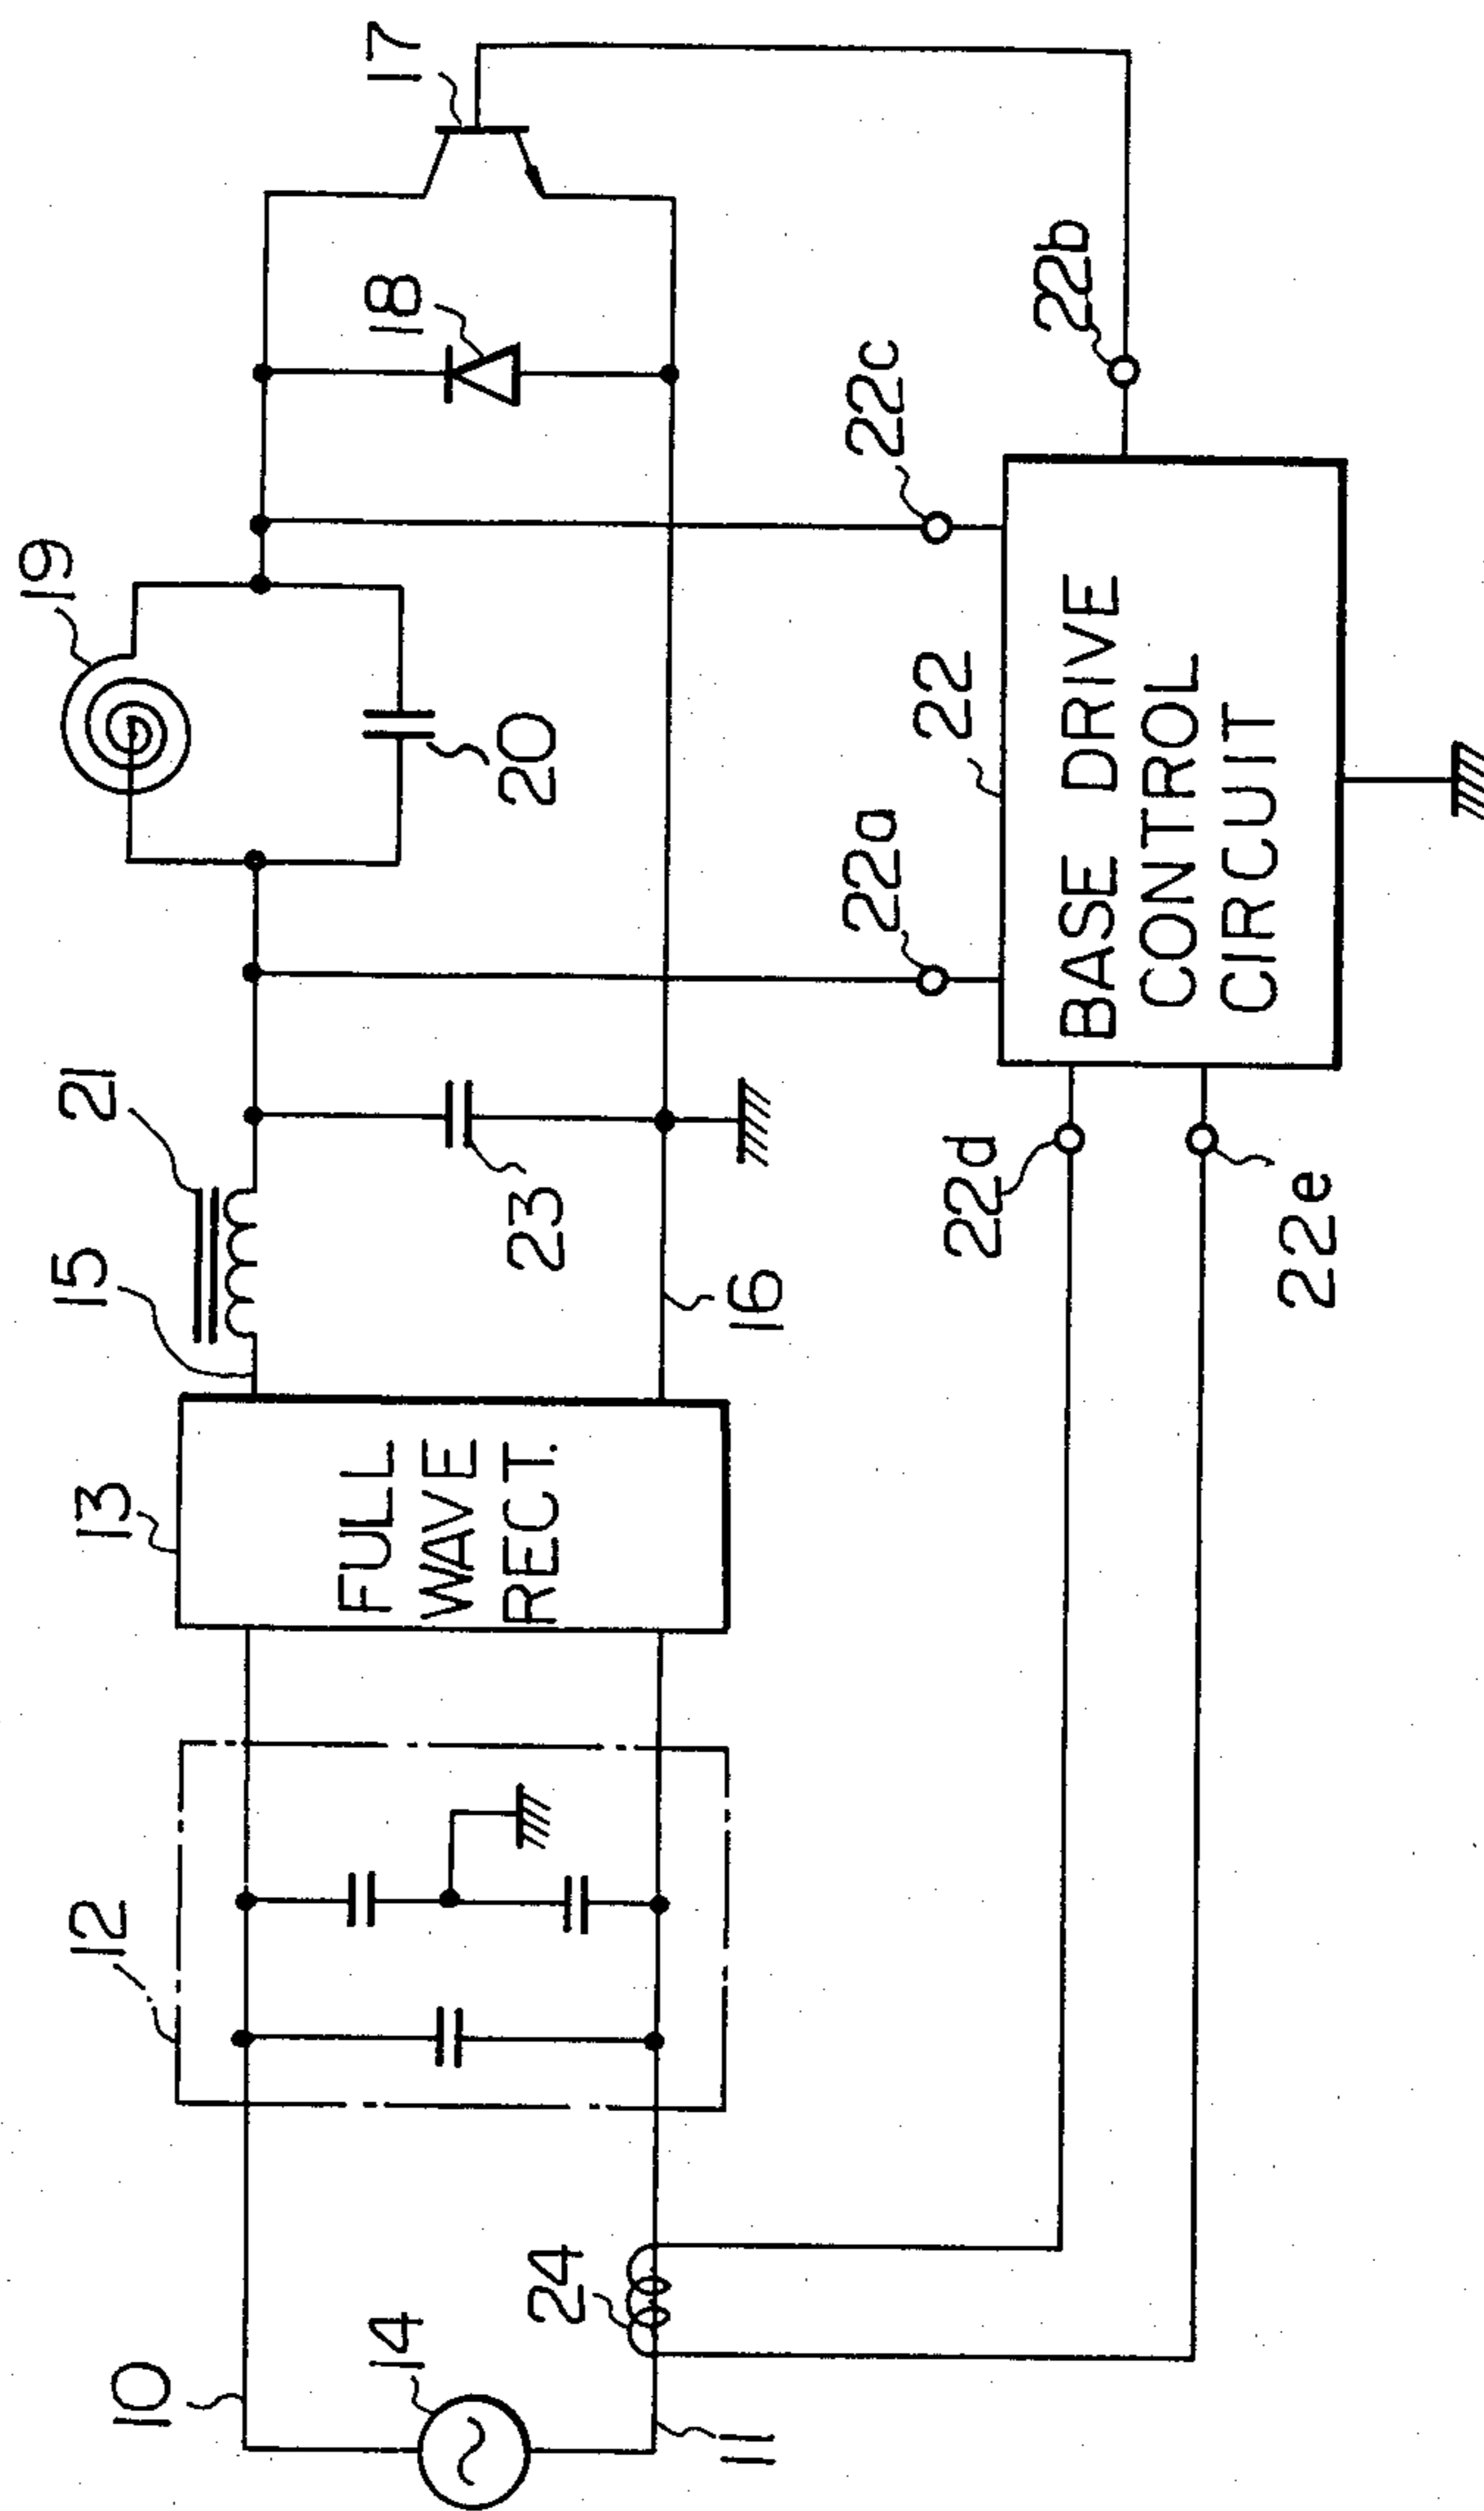 10
14
11
24
12
13
FULL
WAVE
RECT.
15
21
23
16
19
20
18
17
22a
22
22c
22b
BASE DRIVE
CONTROL
CIRCUIT
22d
22e